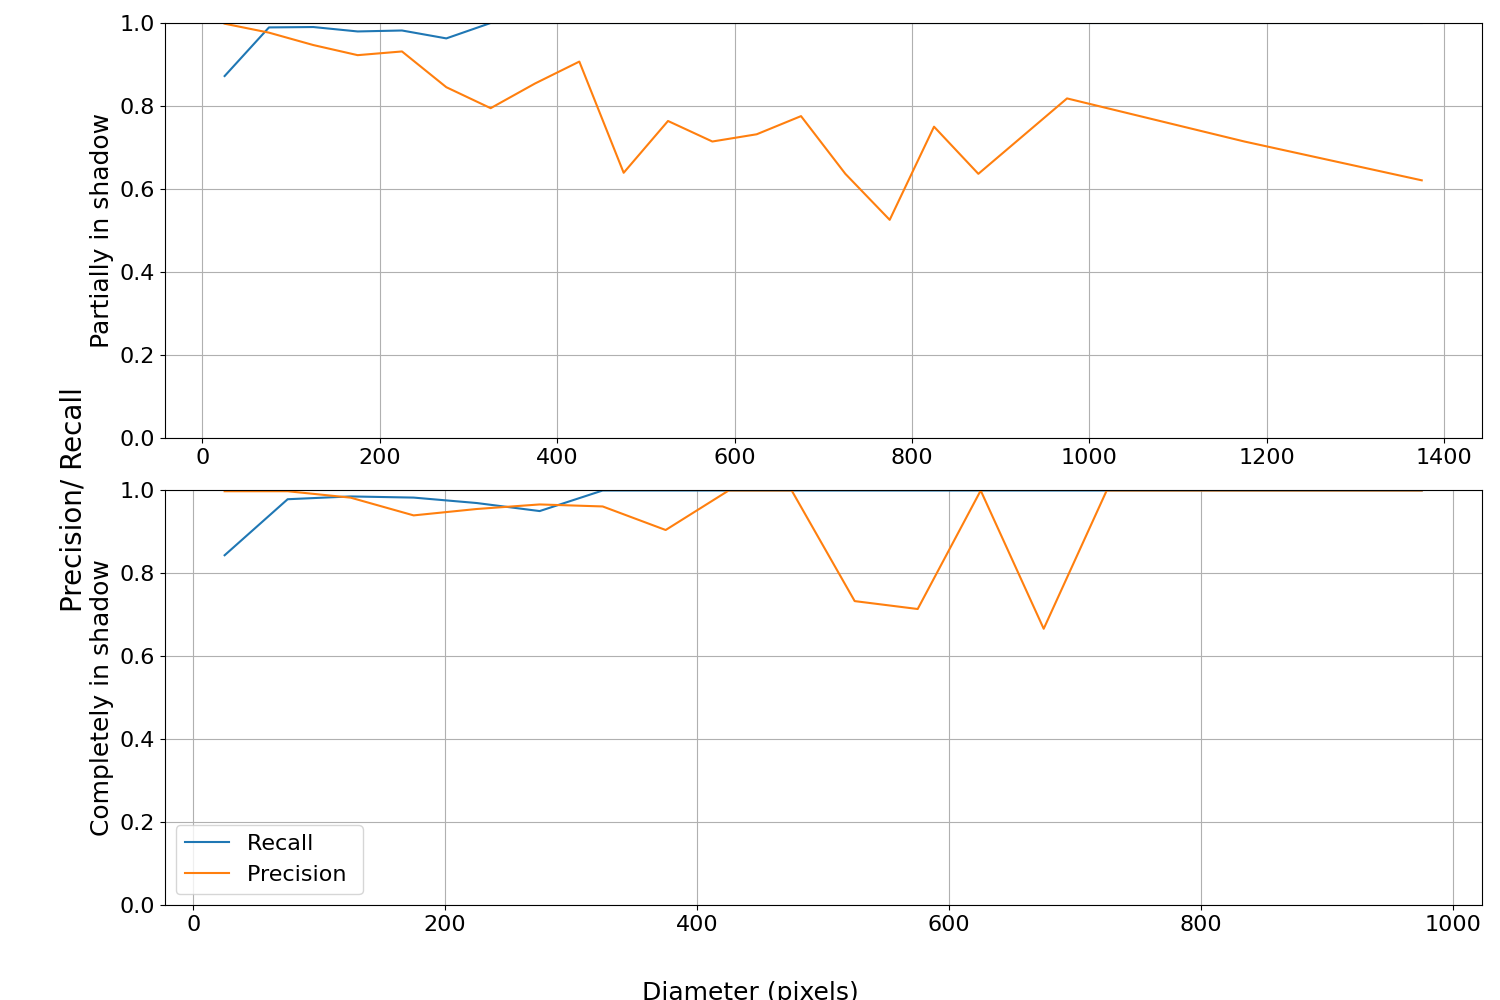 Precision/ Recall
Partially in shadow
1.0
0.8
0.6
0.4
0.2
0.0
0 200 400 600 800 1000 1200 1400
Completely in shadow
1.0
0.8
0.6
0.4
0.2
0.0
Recall
Precision
0 200 400 600 800 1000
Diameter (pixels)